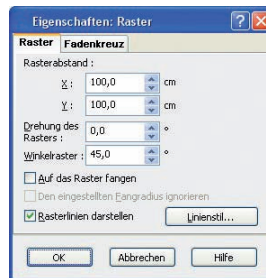 Eigenschaften: Raster
Raster Fadenkreuz
Rasterabstand :
X : 100,0 cm
Y : 100,0 cm
Drehung des
Rasters : 0,0 °
Winkelraster : 45,0 °
Auf das Raster fangen
Den eingestellten Fangradius ignorieren
Rasterlinien darstellen Linienstil...
OK Abbrechen Hilfe